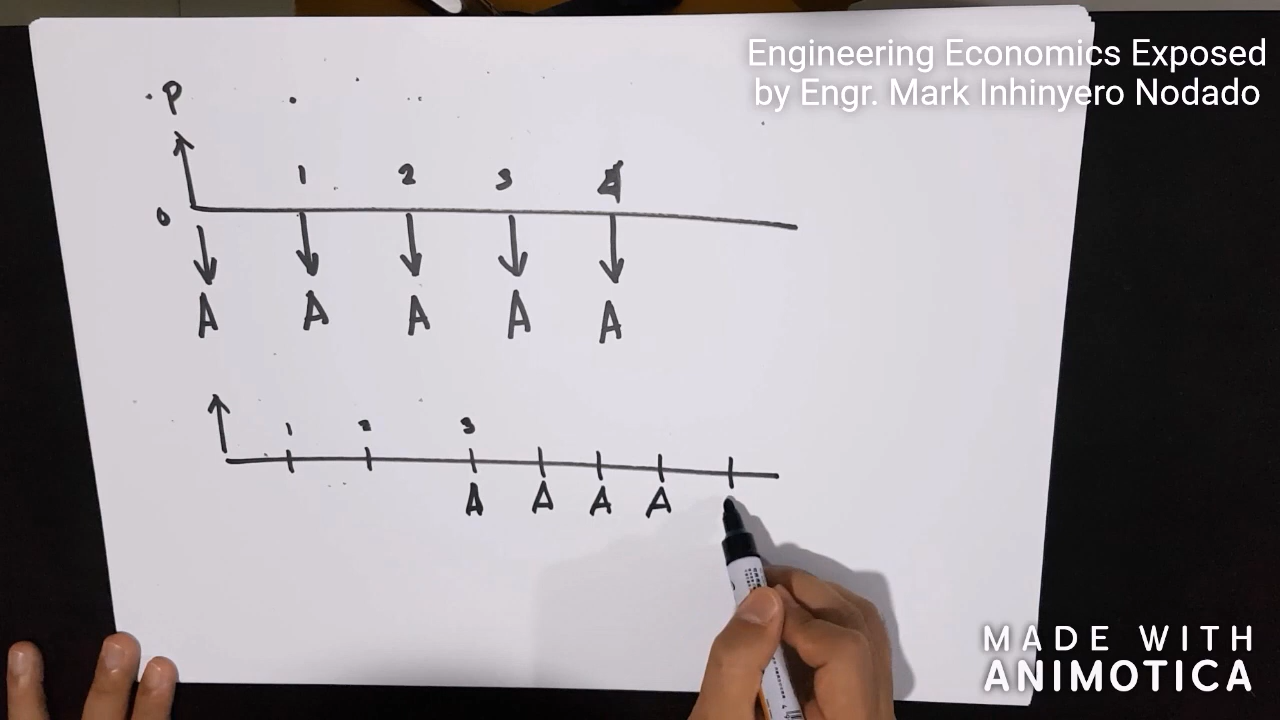 Engineering Economics Exposed
by Engr. Mark Inhinyero Nodado
P
1 2 3 4
0
A A A A A
1 2 3
A A A A
MADE WITH
ANIMOTICA